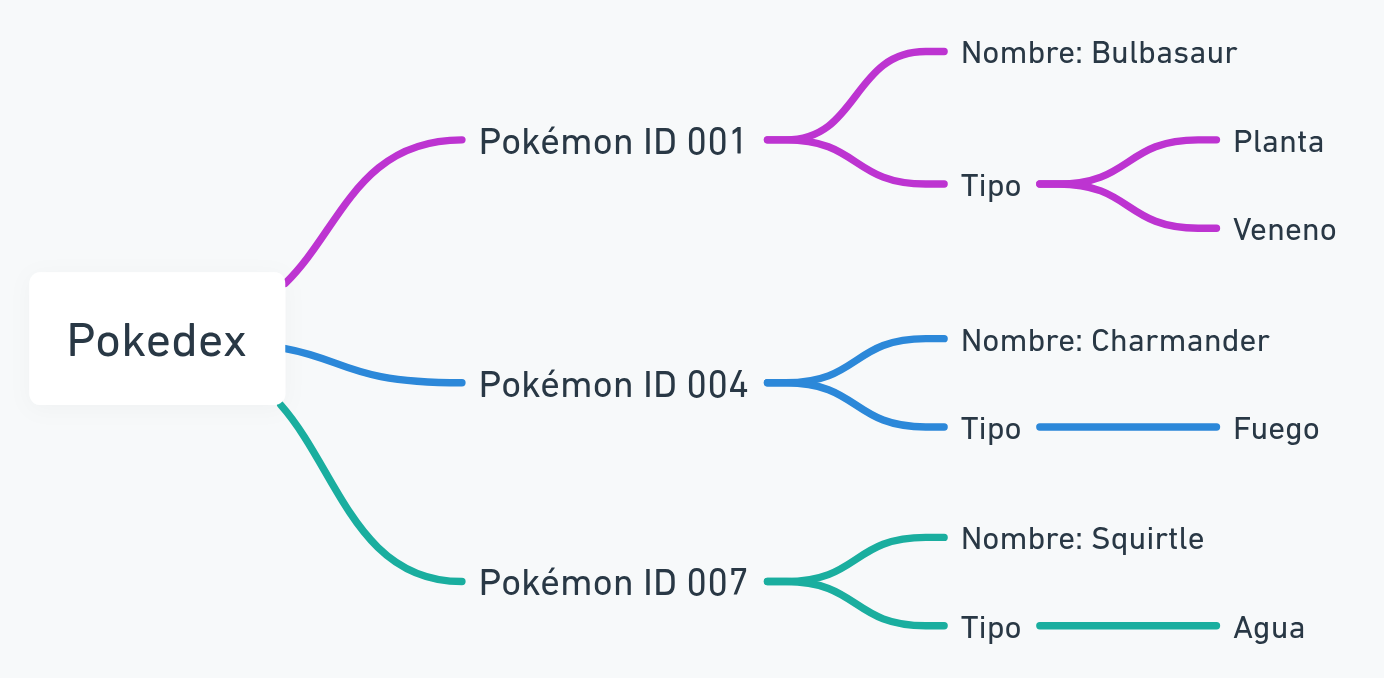 Pokedex
Pokémon ID 001
Nombre: Bulbasaur
Tipo
Planta
Veneno
Pokémon ID 004
Nombre: Charmander
Tipo
Fuego
Pokémon ID 007
Nombre: Squirtle
Tipo
Agua